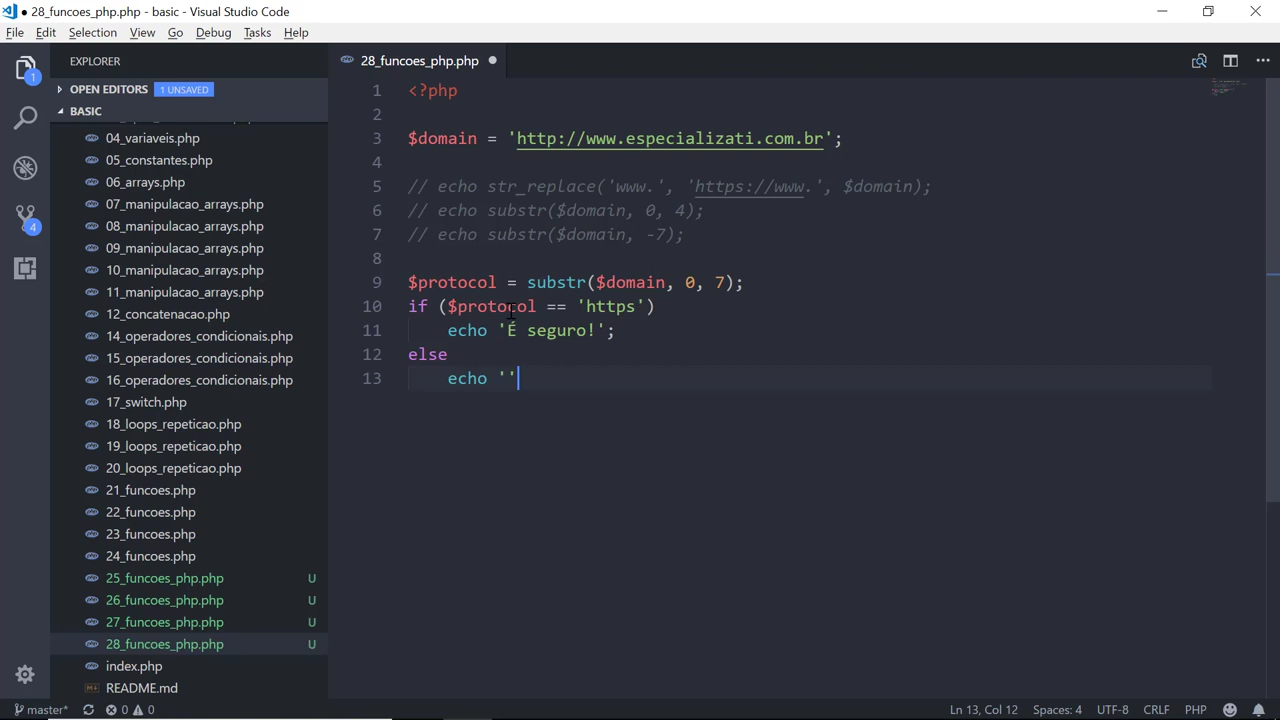 28_funcoes_php.php - basic - Visual Studio Code
File Edit Selection View Go Debug Tasks Help
EXPLORER
28_funcoes_php.php
1
OPEN EDITORS 1 UNSAVED
BASIC
04_variaveis.php
05_constantes.php
06_arrays.php
07_manipulacao_arrays.php
08_manipulacao_arrays.php
09_manipulacao_arrays.php
10_manipulacao_arrays.php
11_manipulacao_arrays.php
12_concatenacao.php
14_operadores_condicionais.php
15_operadores_condicionais.php
16_operadores_condicionais.php
17_switch.php
18_loops_repeticao.php
19_loops_repeticao.php
20_loops_repeticao.php
21_funcoes.php
22_funcoes.php
23_funcoes.php
24_funcoes.php
25_funcoes_php.php U
26_funcoes_php.php U
27_funcoes_php.php U
28_funcoes_php.php U
index.php
README.md
4
1 <?php
2
3 $domain = 'http://www.especializati.com.br';
4
5 // echo str_replace('www.', 'https://www.', $domain);
6 // echo substr($domain, 0, 4);
7 // echo substr($domain, -7);
8
9 $protocol = substr($domain, 0, 7);
10 if ($protocol == 'https')
11 echo 'É seguro!';
12 else
13 echo ''
master* 0 0 Ln 13, Col 12 Spaces: 4 UTF-8 CRLF PHP